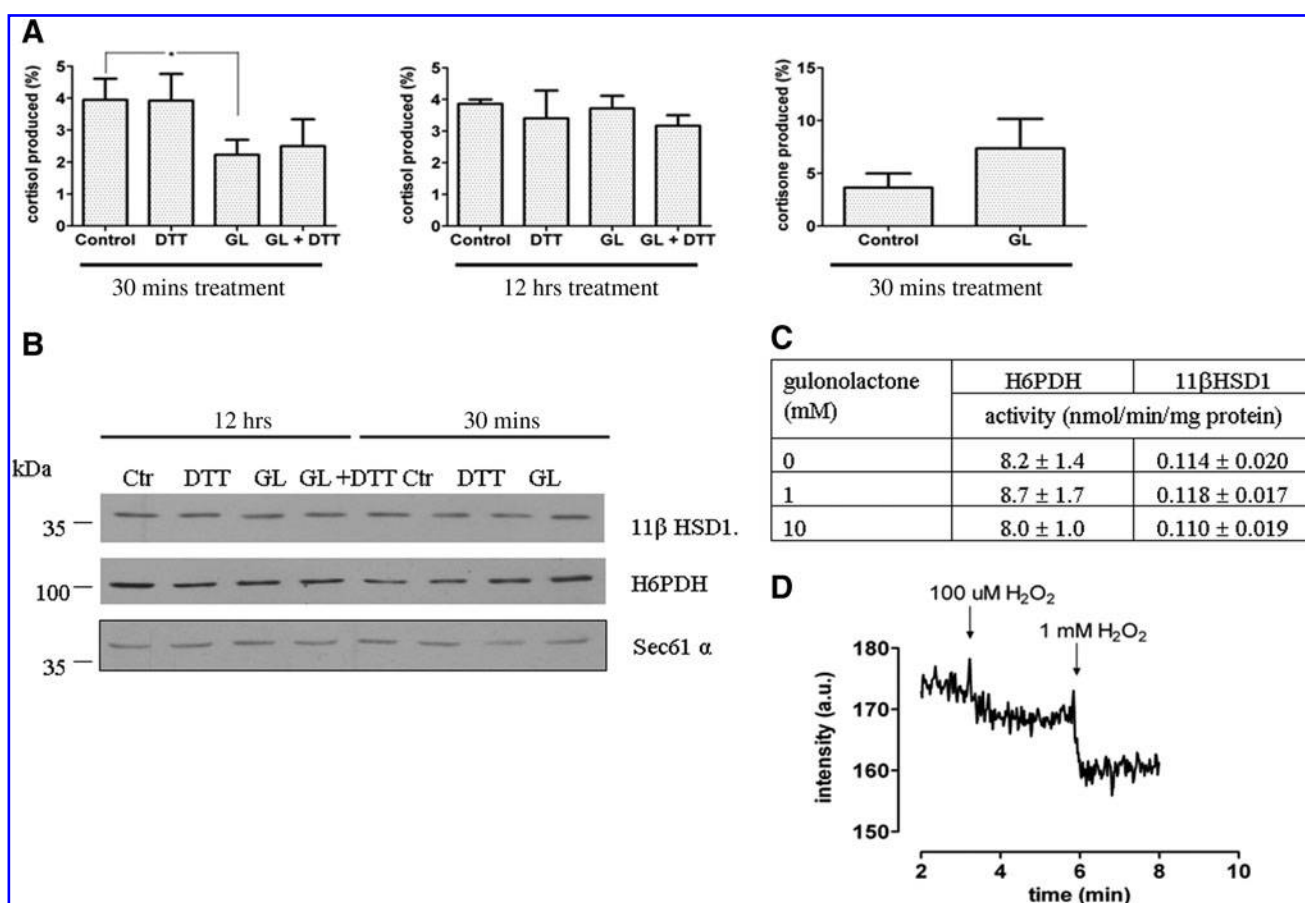 A
cortisol produced (%)
5
4
3
2
1
0
Control DTT GL GL + DTT
30 mins treatment
cortisol produced (%)
5
4
3
2
1
0
Control DTT GL GL + DTT
12 hrs treatment
cortisone produced (%)
15
10
5
0
Control GL
30 mins treatment
B
12 hrs 30 mins
kDa
Ctr DTT GL GL +DTT Ctr DTT GL
35
11β HSD1.
100
H6PDH
35
Sec61 α
C
gulonolactone (mM) H6PDH 11βHSD1
activity (nmol/min/mg protein)
0 8.2 ± 1.4 0.114 ± 0.020
1 8.7 ± 1.7 0.118 ± 0.017
10 8.0 ± 1.0 0.110 ± 0.019
D
100 uM H₂O₂
1 mM H₂O₂
intensity (a.u.)
180
170
160
150
2 4 6 8 10
time (min)